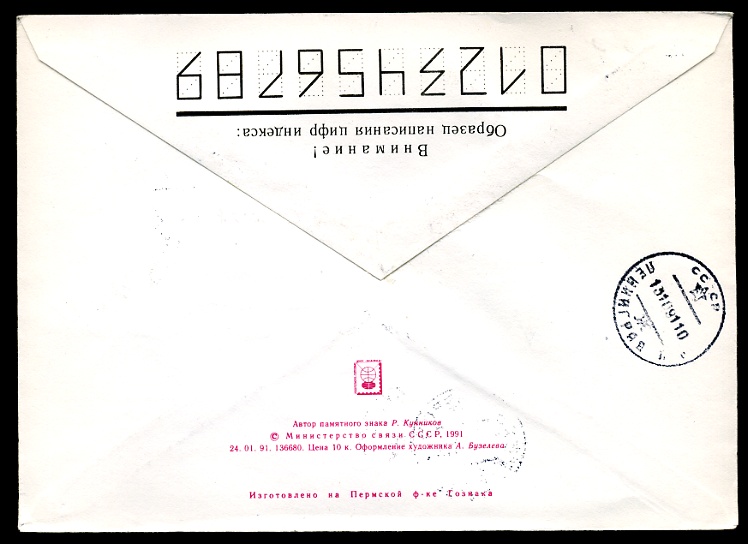 Внимание!
Образец написания цифр индекса:
0123456789
СССР
ЛЕНИНГРАД
Автор памятного знака Р. Кунников
© Министерство связи СССР, 1991
24. 01. 91. 136680. Цена 10 к. Оформление художника А. Бузелева
Изготовлено на Пермской ф-ке Гознака